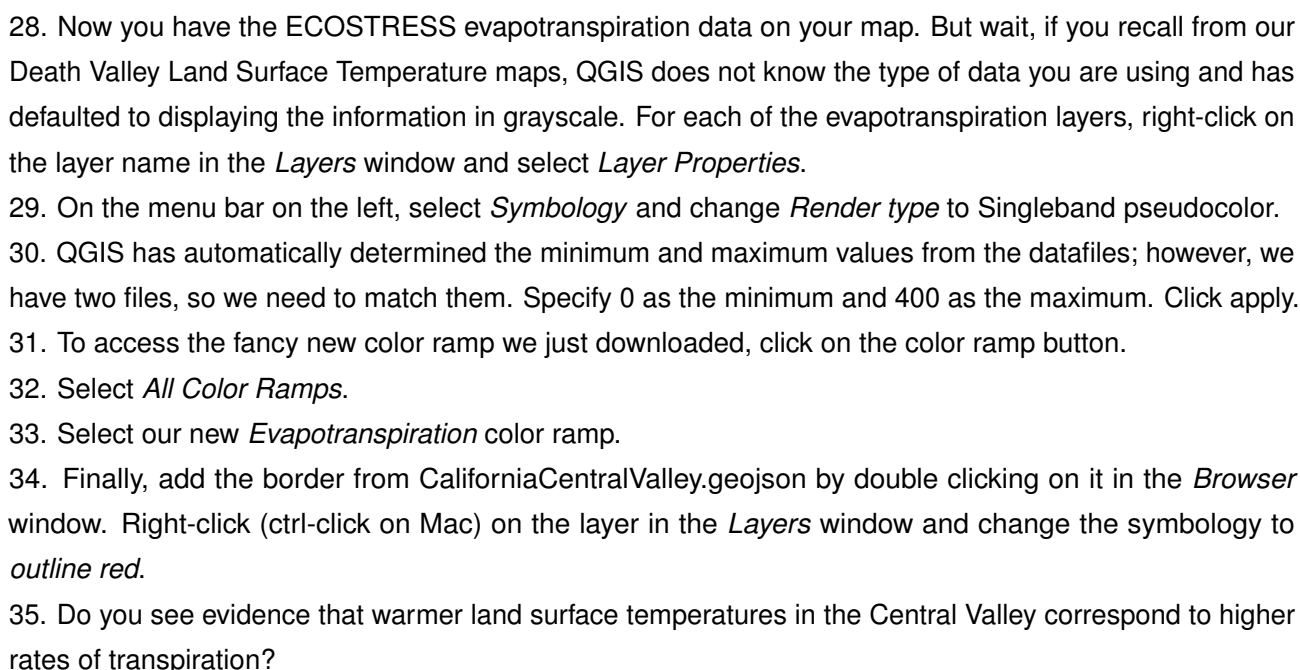 28. Now you have the ECOSTRESS evapotranspiration data on your map. But wait, if you recall from our
Death Valley Land Surface Temperature maps, QGIS does not know the type of data you are using and has
defaulted to displaying the information in grayscale. For each of the evapotranspiration layers, right-click on
the layer name in the Layers window and select Layer Properties.
29. On the menu bar on the left, select Symbology and change Render type to Singleband pseudocolor.
30. QGIS has automatically determined the minimum and maximum values from the datafiles; however, we
have two files, so we need to match them. Specify 0 as the minimum and 400 as the maximum. Click apply.
31. To access the fancy new color ramp we just downloaded, click on the color ramp button.
32. Select All Color Ramps.
33. Select our new Evapotranspiration color ramp.
34. Finally, add the border from CaliforniaCentralValley.geojson by double clicking on it in the Browser
window. Right-click (ctrl-click on Mac) on the layer in the Layers window and change the symbology to
outline red.
35. Do you see evidence that warmer land surface temperatures in the Central Valley correspond to higher
rates of transpiration?